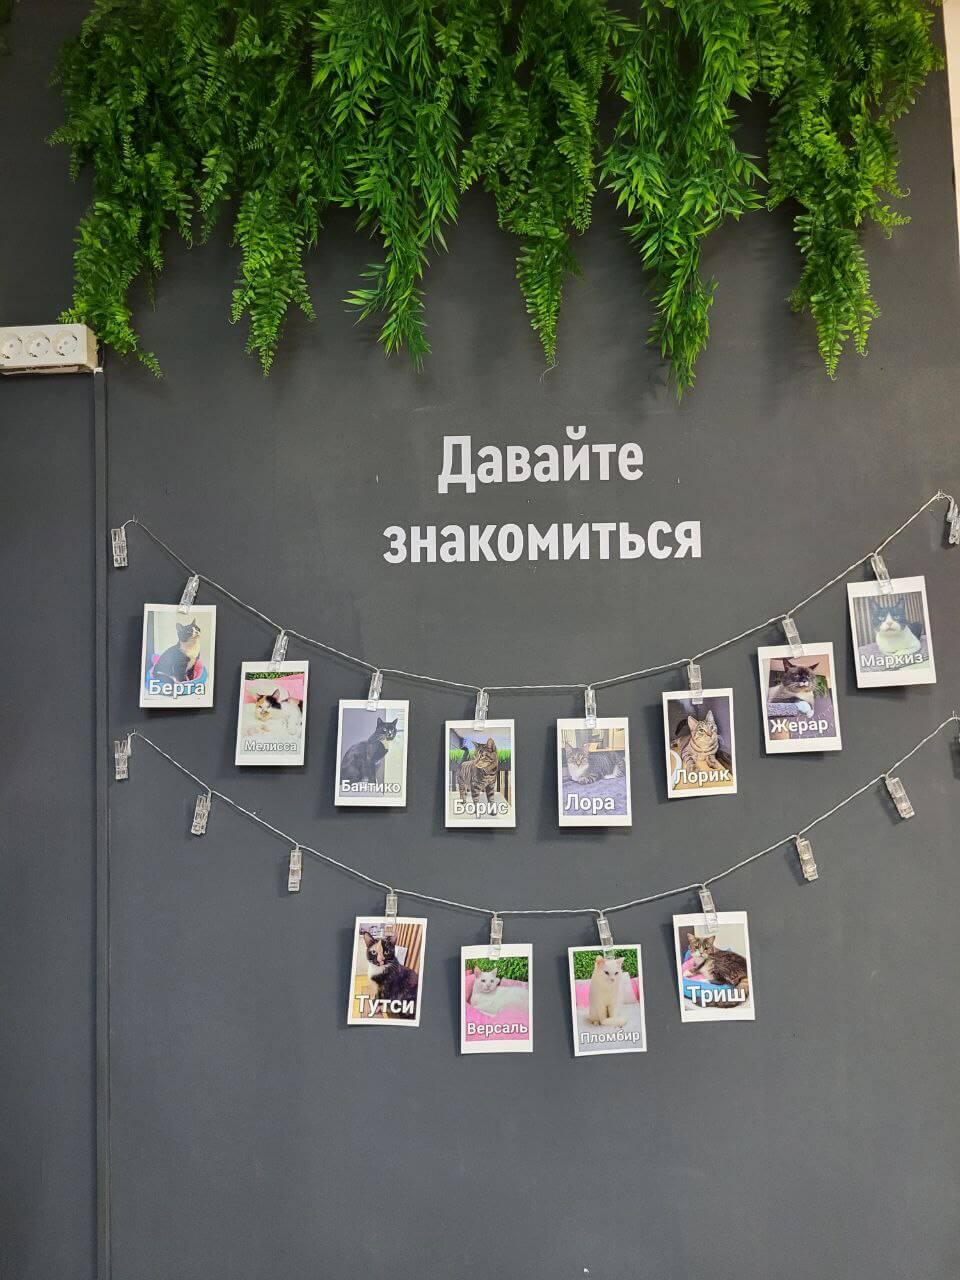 Давайте
знакомиться
Берта
Мелисса
Бантико
Борис
Лора
Лорик
Жерар
Маркиз
Тутси
Версаль
Пломбир
Триш